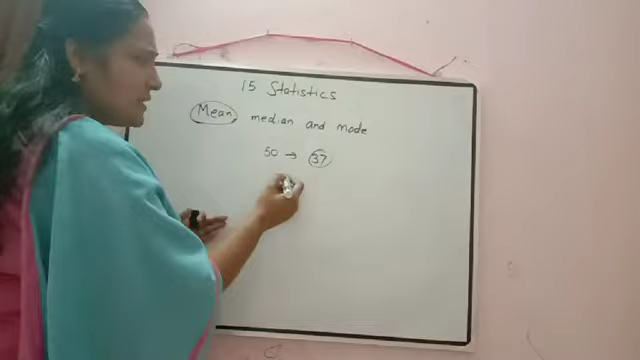 15 Statistics
Mean, median and mode
50 → 37